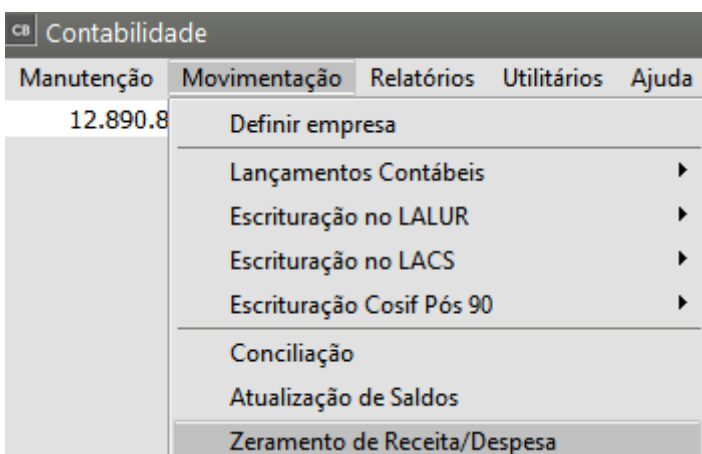 CB Contabilidade
Manutenção Movimentação Relatórios Utilitários Ajuda
12.890.8
Definir empresa
Lançamentos Contábeis
Escrituração no LALUR
Escrituração no LACS
Escrituração Cosif Pós 90
Conciliação
Atualização de Saldos
Zeramento de Receita/Despesa